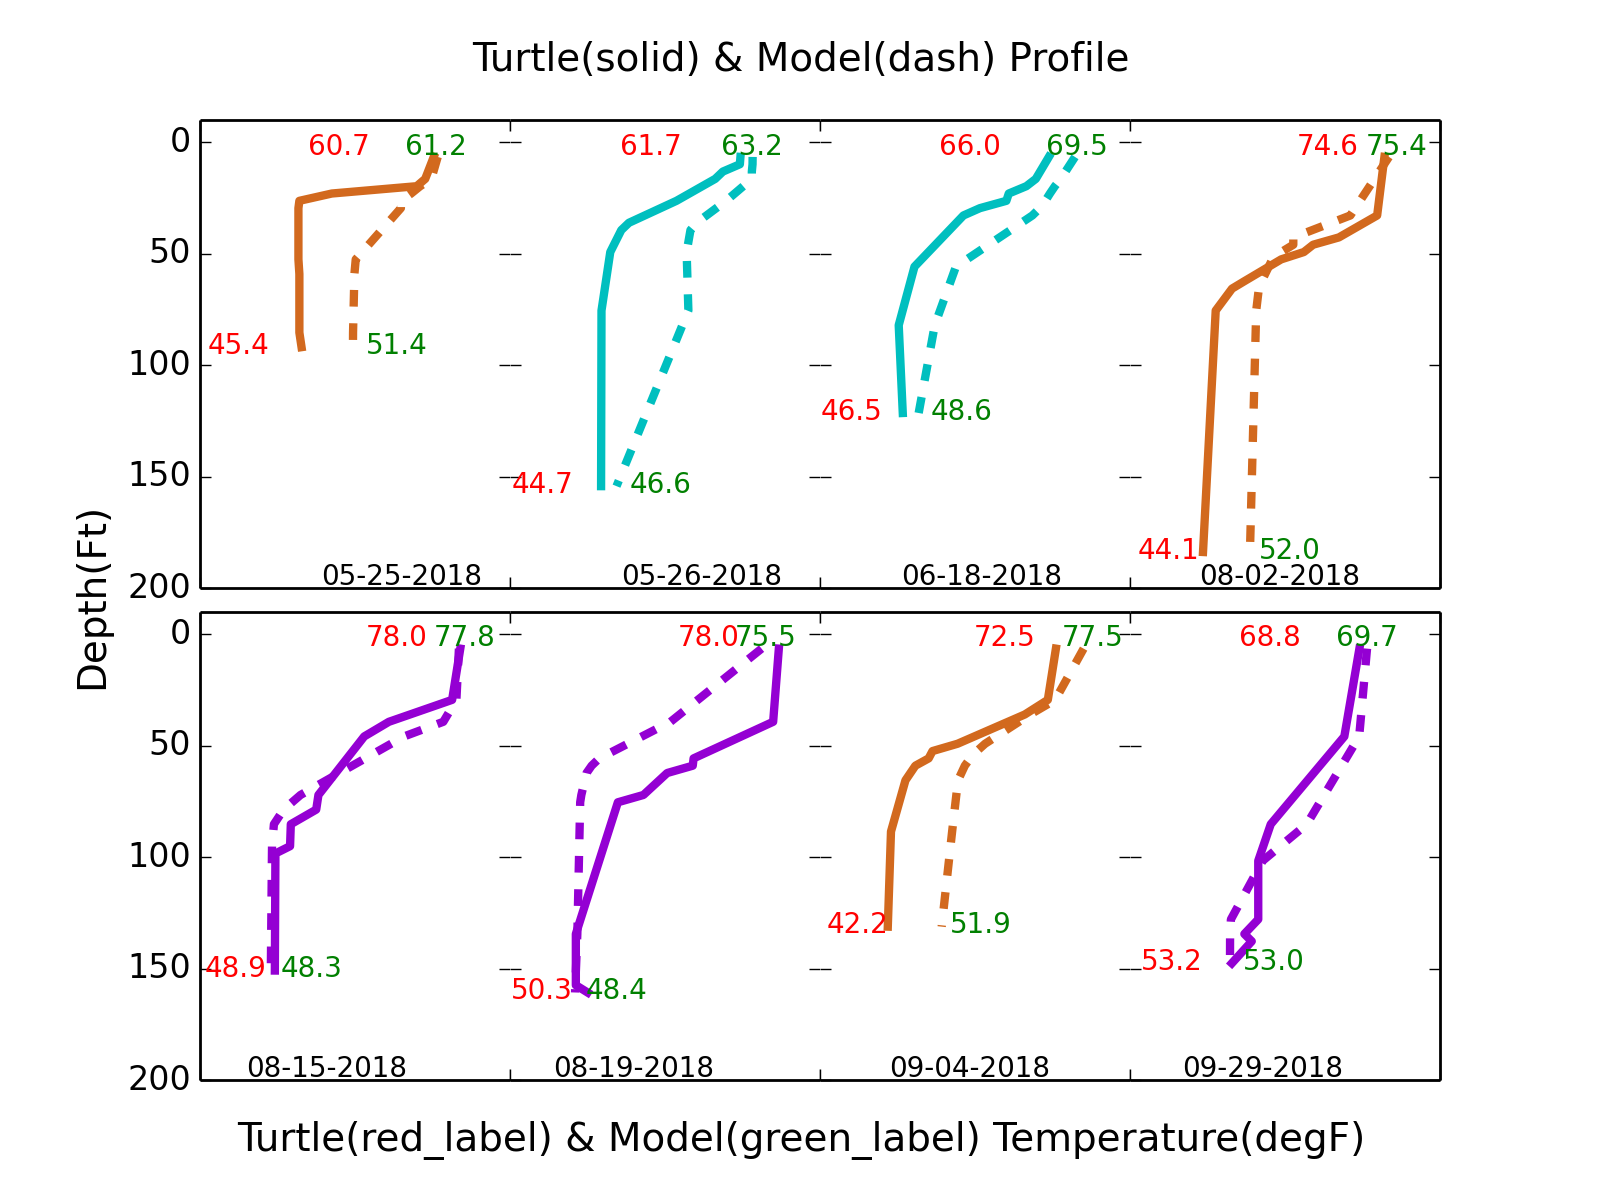 Turtle(solid) & Model(dash) Profile
60.7 61.2 61.7 63.2 66.0 69.5 74.6 75.4
0
50
100
150
200
45.4 51.4
46.5 48.6
44.7 46.6
44.1 52.0
05-25-2018 05-26-2018 06-18-2018 08-02-2018
Depth(Ft)
78.0 77.8 78.0 75.5 72.5 77.5 68.8 69.7
0
50
100
150
200
42.2 51.9
53.2 53.0
48.9 48.3
50.3 48.4
08-15-2018 08-19-2018 09-04-2018 09-29-2018
Turtle(red_label) & Model(green_label) Temperature(degF)